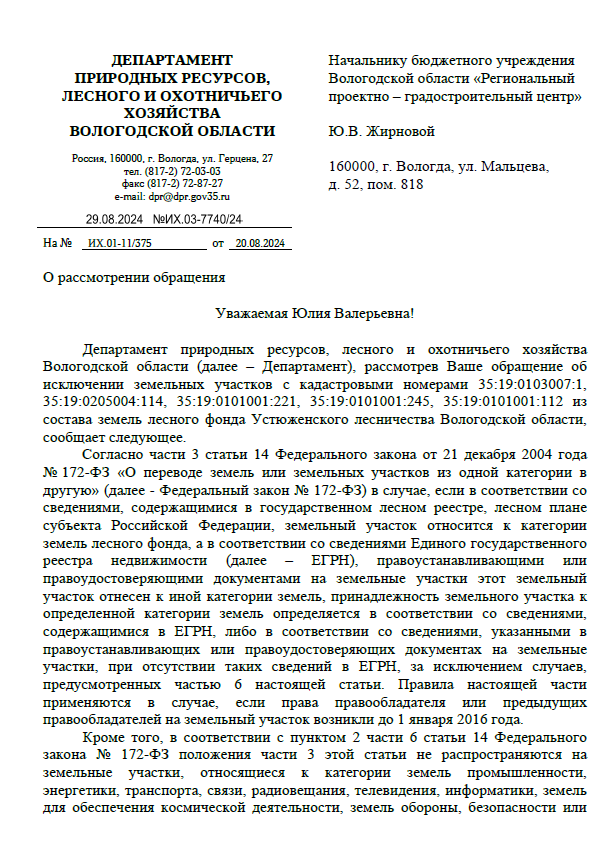 ДЕПАРТАМЕНТ
ПРИРОДНЫХ РЕСУРСОВ,
ЛЕСНОГО И ОХОТНИЧЬЕГО
ХОЗЯЙСТВА
ВОЛОГОДСКОЙ ОБЛАСТИ
Россия, 160000, г. Вологда, ул. Герцена, 27
тел. (817-2) 72-03-03
факс (817-2) 72-87-27
e-mail: dpr@dpr.gov35.ru
29.08.2024 №ИХ.03-7740/24
На № ИХ.01-11/375 от 20.08.2024
Начальнику бюджетного учреждения
Вологодской области «Региональный
проектно – градостроительный центр»
Ю.В. Жирновой
160000, г. Вологда, ул. Мальцева,
д. 52, пом. 818
О рассмотрении обращения
Уважаемая Юлия Валерьевна!
Департамент природных ресурсов, лесного и охотничьего хозяйства
Вологодской области (далее – Департамент), рассмотрев Ваше обращение об
исключении земельных участков с кадастровыми номерами 35:19:0103007:1,
35:19:0205004:114, 35:19:0101001:221, 35:19:0101001:245, 35:19:0101001:112 из
состава земель лесного фонда Устюженского лесничества Вологодской области,
сообщает следующее.
Согласно части 3 статьи 14 Федерального закона от 21 декабря 2004 года
№ 172-ФЗ «О переводе земель или земельных участков из одной категории в
другую» (далее - Федеральный закон № 172-ФЗ) в случае, если в соответствии со
сведениями, содержащимися в государственном лесном реестре, лесном плане
субъекта Российской Федерации, земельный участок относится к категории
земель лесного фонда, а в соответствии со сведениями Единого государственного
реестра недвижимости (далее – ЕГРН), правоустанавливающими или
правоудостоверяющими документами на земельные участки этот земельный
участок отнесен к иной категории земель, принадлежность земельного участка к
определенной категории земель определяется в соответствии со сведениями,
содержащимися в ЕГРН, либо в соответствии со сведениями, указанными в
правоустанавливающих или правоудостоверяющих документах на земельные
участки, при отсутствии таких сведений в ЕГРН, за исключением случаев,
предусмотренных частью 6 настоящей статьи. Правила настоящей части
применяются в случае, если права правообладателя или предыдущих
правообладателей на земельный участок возникли до 1 января 2016 года.
Кроме того, в соответствии с пунктом 2 части 6 статьи 14 Федерального
закона № 172-ФЗ положения части 3 этой статьи не распространяются на
земельные участки, относящиеся к категории земель промышленности,
энергетики, транспорта, связи, радиовещания, телевидения, информатики, земель
для обеспечения космической деятельности, земель обороны, безопасности или